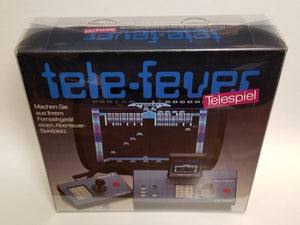 tele-fever
tele-fever
Telespiel
Machen Sie
aus Ihrem
Fernsehgerät
einen Abenteuer-
Spielplatz.